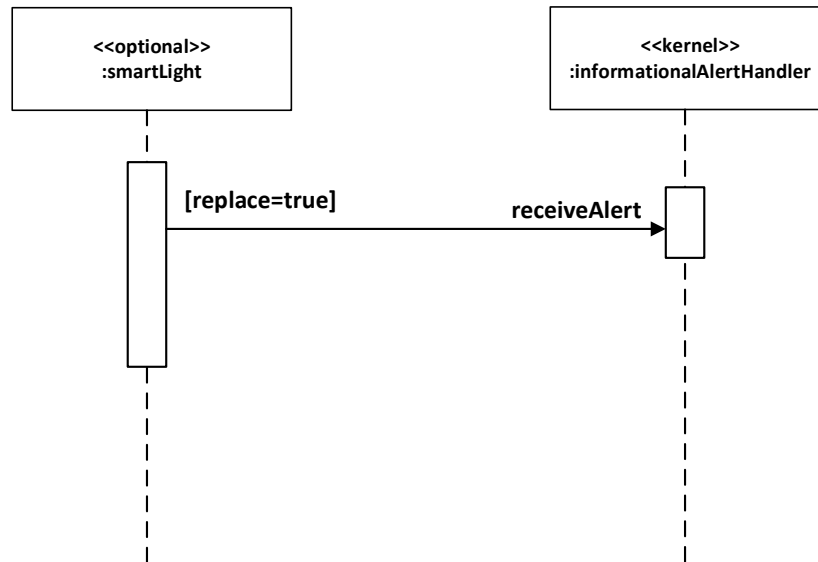 <<optional>>
:smartLight
<<kernel>>
:informationalAlertHandler
[replace=true]
receiveAlert